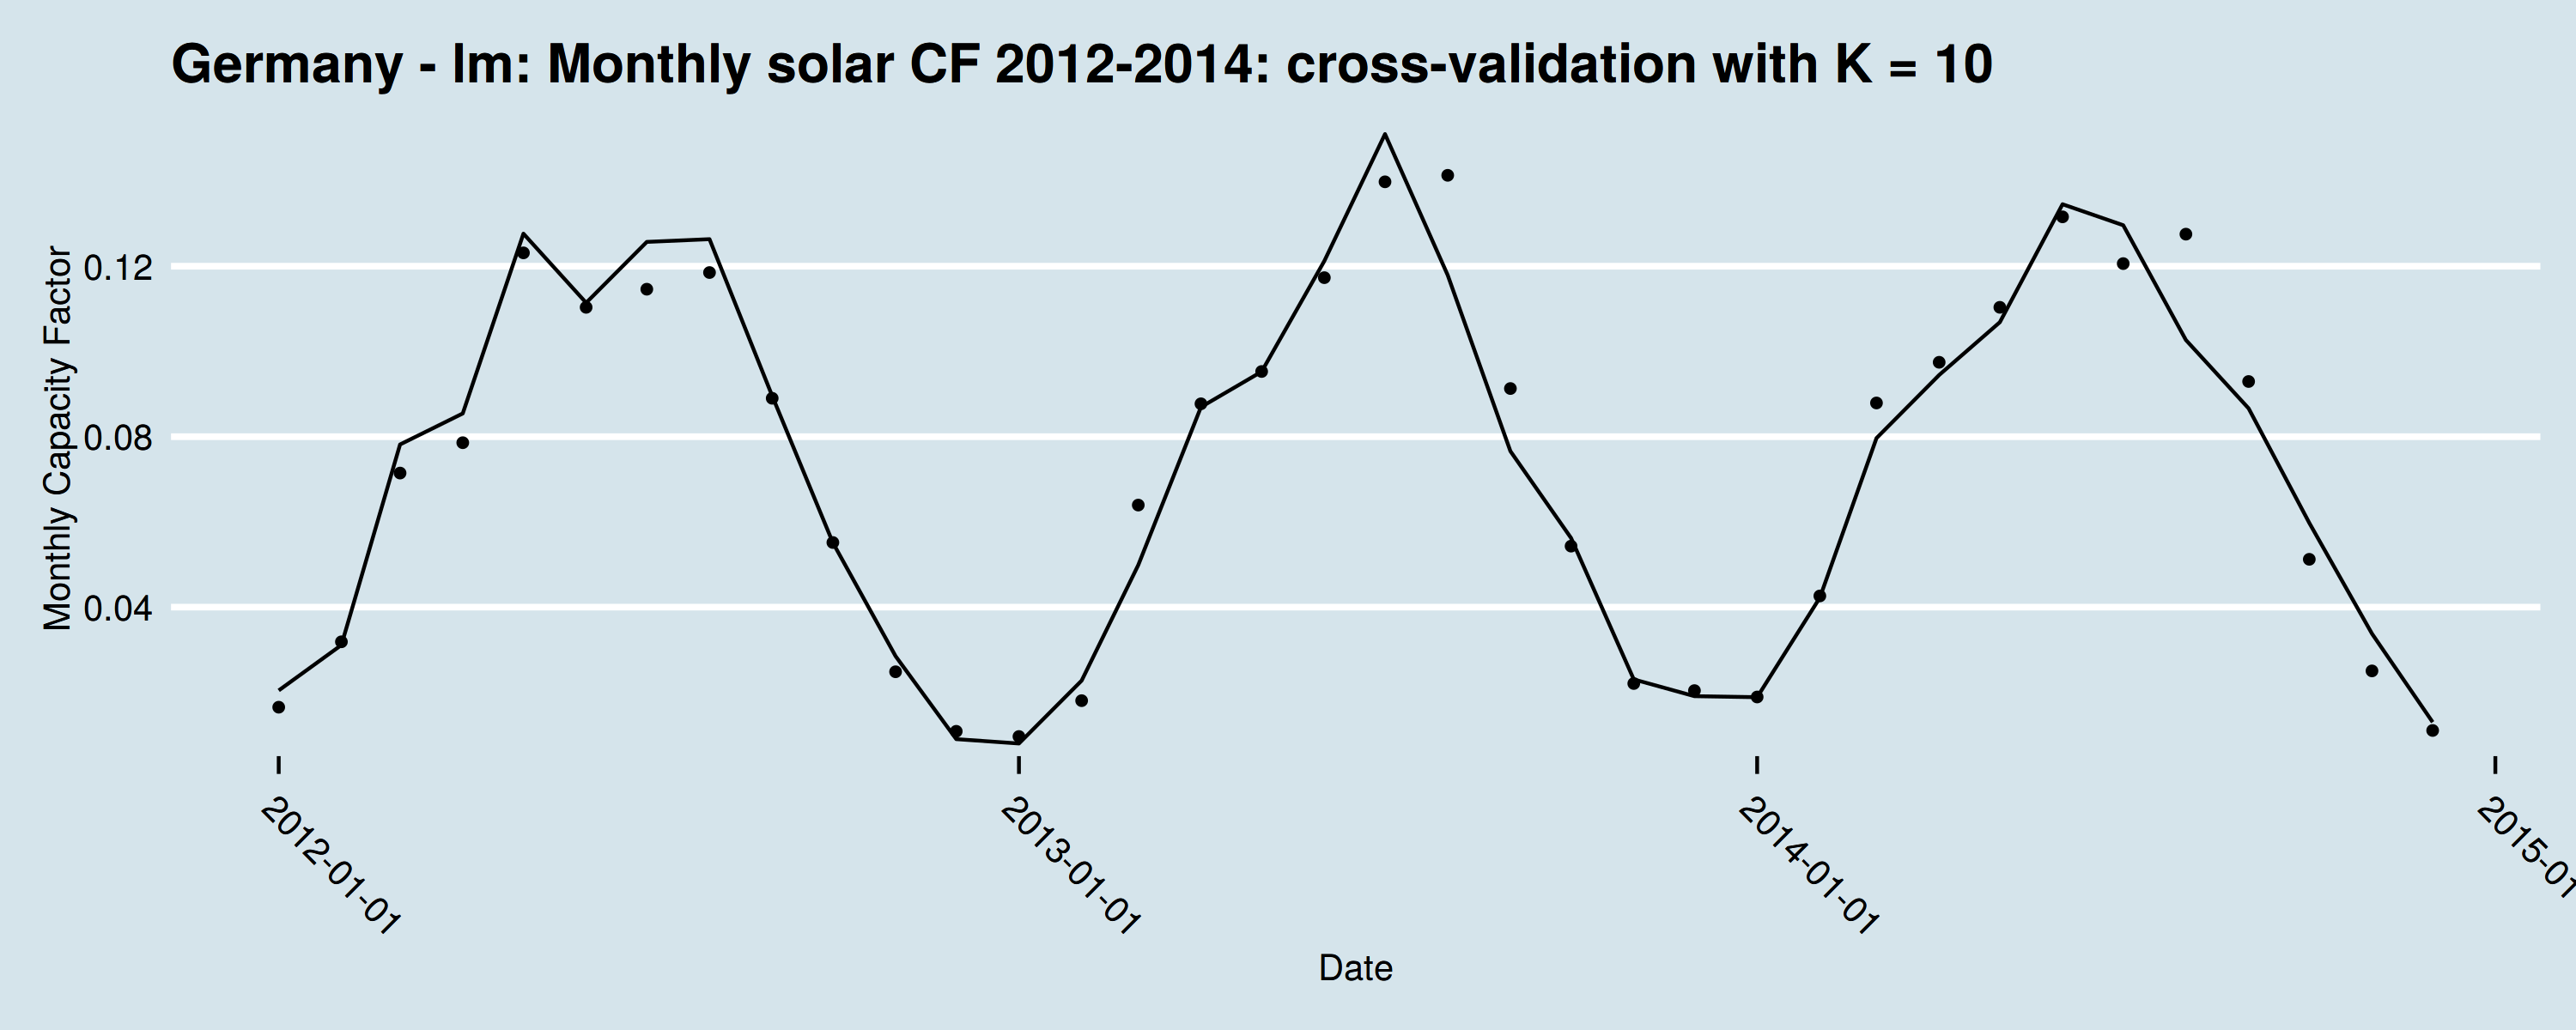 Germany - lm: Monthly solar CF 2012-2014: cross-validation with K = 10
Monthly Capacity Factor
0.12
0.08
0.04
2012-01-01
2013-01-01
2014-01-01
2015-01
Date